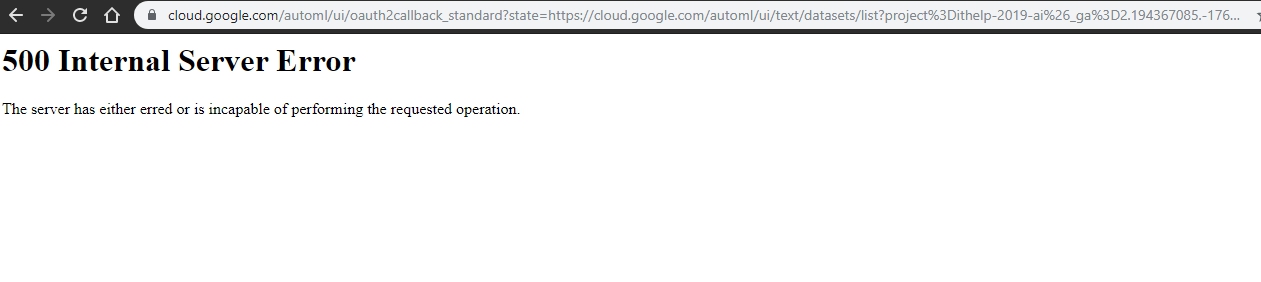 cloud.google.com/automl/ui/oauth2callback_standard?state=https://cloud.google.com/automl/ui/text/datasets/list?project%3Dithelp-2019-ai%26_ga%3D2.194367085.-176...
500 Internal Server Error
The server has either erred or is incapable of performing the requested operation.